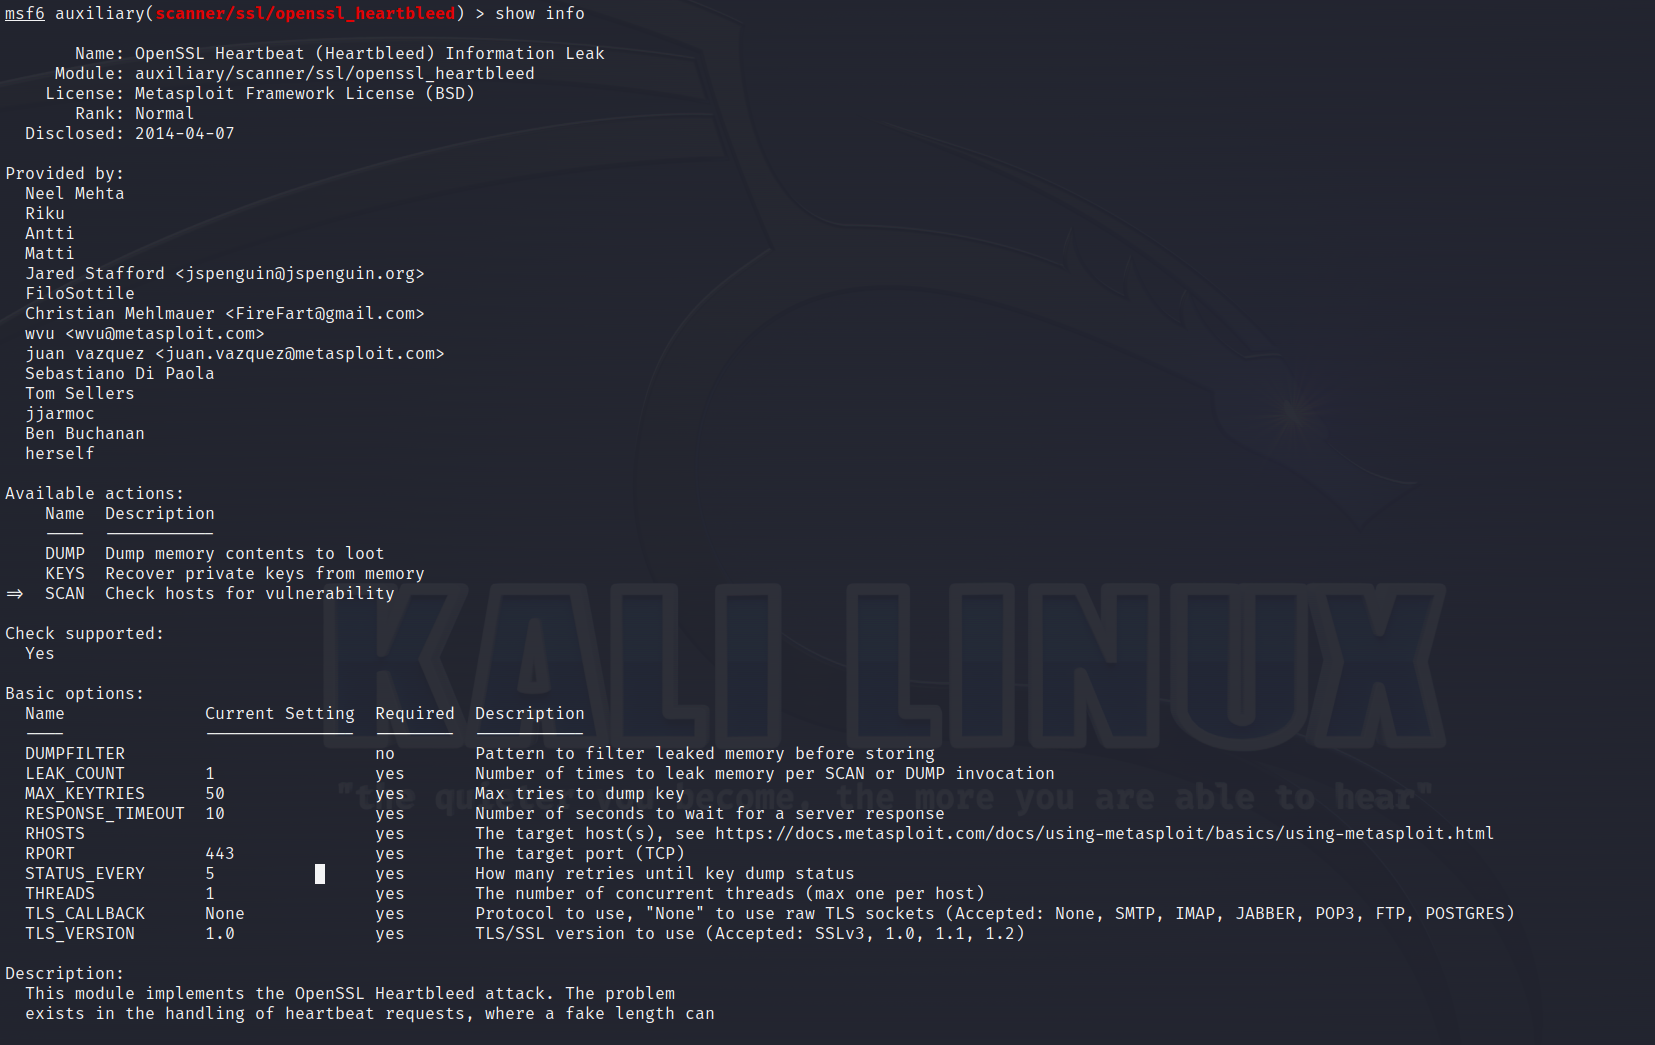 msf6 auxiliary(scanner/ssl/openssl_heartbleed) > show info
Name: OpenSSL Heartbeat (Heartbleed) Information Leak
Module: auxiliary/scanner/ssl/openssl_heartbleed
License: Metasploit Framework License (BSD)
Rank: Normal
Disclosed: 2014-04-07
Provided by:
Neel Mehta
Riku
Antti
Matti
Jared Stafford <jspenguin@jspenguin.org>
FiloSottile
Christian Mehlmauer <FireFart@gmail.com>
wvu <wvu@metasploit.com>
juan vazquez <juan.vazquez@metasploit.com>
Sebastiano Di Paola
Tom Sellers
jjarmoc
Ben Buchanan
herself
Available actions:
Name  Description
----  -----------
DUMP  Dump memory contents to loot
KEYS  Recover private keys from memory
=> SCAN  Check hosts for vulnerability
Check supported:
Yes
Basic options:
Name  Current Setting  Required  Description
----  ---------------  --------  -----------
DUMPFILTER  no  Pattern to filter leaked memory before storing
LEAK_COUNT  1  yes  Number of times to leak memory per SCAN or DUMP invocation
MAX_KEYTRIES  50  yes  Max tries to dump key
RESPONSE_TIMEOUT  10  yes  Number of seconds to wait for a server response
RHOSTS  yes  The target host(s), see https://docs.metasploit.com/docs/using-metasploit/basics/using-metasploit.html
RPORT  443  yes  The target port (TCP)
STATUS_EVERY  5  yes  How many retries until key dump status
THREADS  1  yes  The number of concurrent threads (max one per host)
TLS_CALLBACK  None  yes  Protocol to use, "None" to use raw TLS sockets (Accepted: None, SMTP, IMAP, JABBER, POP3, FTP, POSTGRES)
TLS_VERSION  1.0  yes  TLS/SSL version to use (Accepted: SSLv3, 1.0, 1.1, 1.2)
Description:
This module implements the OpenSSL Heartbleed attack. The problem
exists in the handling of heartbeat requests, where a fake length can
KALI LINUX
"the quieter you become, the more you are able to hear"